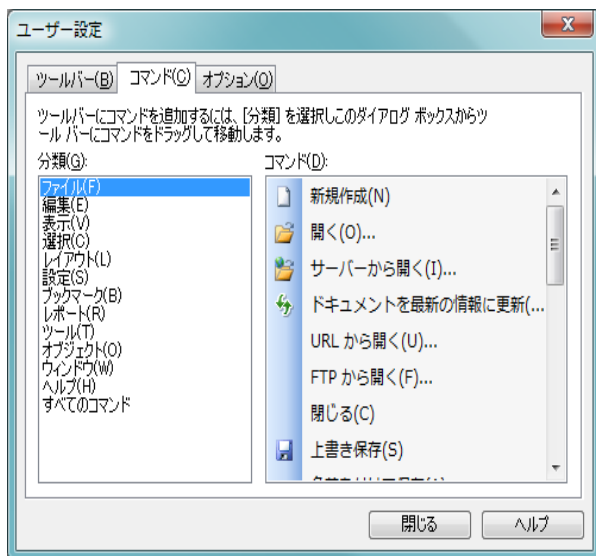 ユーザー設定
ツールバー(B)
コマンド(C)
オプション(O)
ツールバーにコマンドを追加するには、[分類] を選択しこのダイアログ ボックスからツ
ール バーにコマンドをドラッグして移動します。
分類(G):
ファイル(F)
編集(E)
表示(V)
選択(C)
レイアウト(L)
設定(S)
ブックマーク(B)
レポート(R)
ツール(T)
オブジェクト(O)
ウィンドウ(W)
ヘルプ(H)
すべてのコマンド
コマンド(D):
新規作成(N)
開く(O)...
サーバーから開く(I)...
ドキュメントを最新の情報に更新(...
URL から開く(U)...
FTP から開く(F)...
閉じる(C)
上書き保存(S)
閉じる
ヘルプ